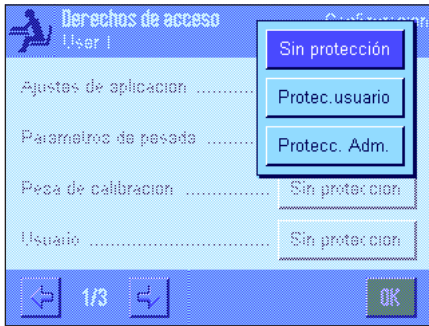 Derechos de acceso
User 1
Sin protección
Protec.usuario
Protecc. Adm.
Ajustes de aplicacion ..........
Parametros de pesada .......
Pesa de calibracion ............. Sin proteccion
Usuario ........................... Sin proteccion
1/3
OK